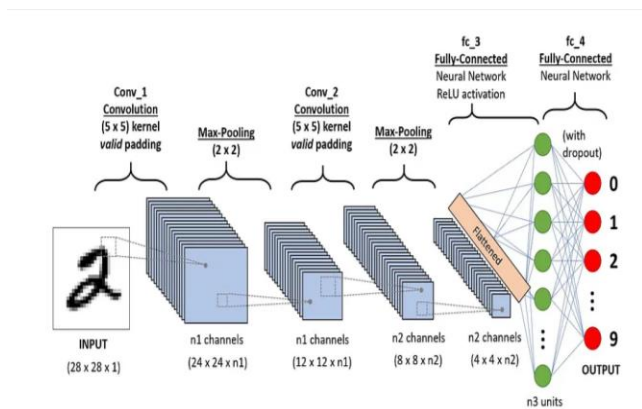 fc_3
Fully-Connected
Neural Network
ReLU activation
fc_4
Fully-Connected
Neural Network
Conv_1
Convolution
(5 x 5) kernel
valid padding
Max-Pooling
(2 x 2)
Conv_2
Convolution
(5 x 5) kernel
valid padding
Max-Pooling
(2 x 2)
(with
dropout)
Flattened
2
0
1
2
9
INPUT
(28 x 28 x 1)
n1 channels
(24 x 24 x n1)
n1 channels
(12 x 12 x n1)
n2 channels
(8 x 8 x n2)
n2 channels
(4 x 4 x n2)
OUTPUT
n3 units